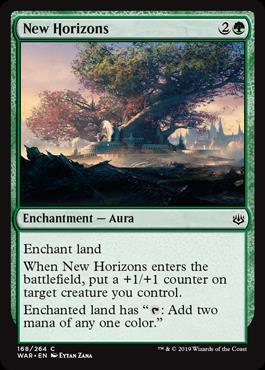 New Horizons 2
Enchantment — Aura
Enchant land
When New Horizons enters the
battlefield, put a +1/+1 counter on
target creature you control.
Enchanted land has “: Add two
mana of any one color.”
168/264 C
WAR • EN EYTAN ZANA
™ & © 2019 Wizards of the Coast